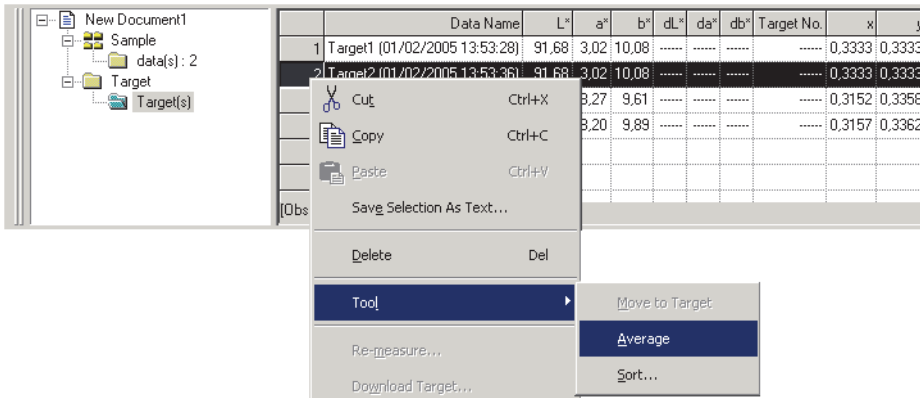 New Document1
Sample
data(s) : 2
Target
Target(s)
Data Name L* a* b* dL* da* db* Target No. x
1 Target1 (01/02/2005 13:53:28) 91,68 3,02 10,08 ----- ----- ----- ----- 0,3333 0,3333
2 Target2 (01/02/2005 13:53:36) 91,68 3,02 10,08 ----- ----- ----- ----- 0,3333 0,3333
,27 9,61 ----- ----- ----- ----- 0,3152 0,3358
,20 9,89 ----- ----- ----- ----- 0,3157 0,3362
[Obs
Cut Ctrl+X
Copy Ctrl+C
Paste Ctrl+V
Save Selection As Text...
Delete Del
Tool
Re-measure...
Download Target...
Move to Target
Average
Sort...